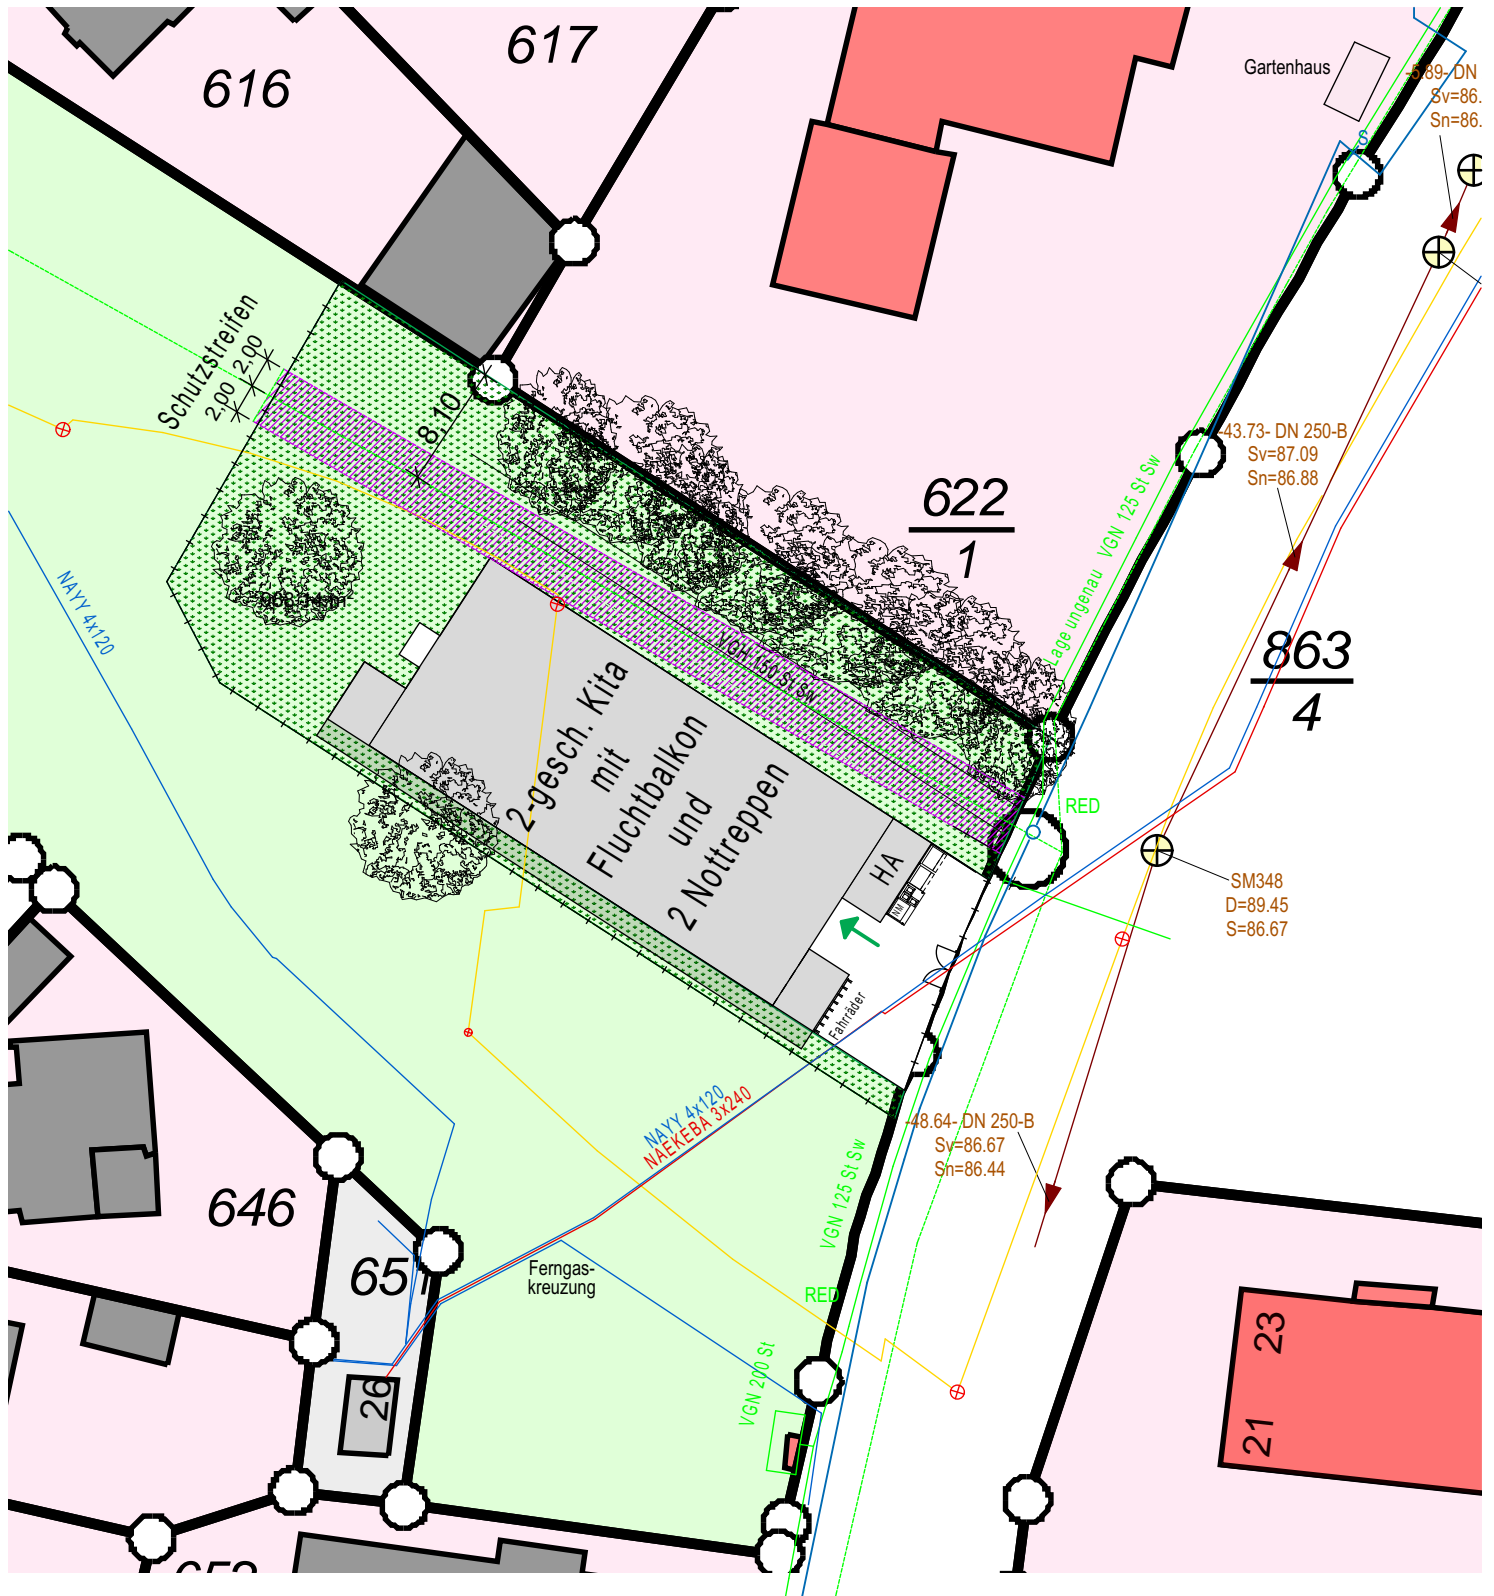 617
616
Gartenhaus
-5.89- DN
Sv=86.
Sn=86.
S
Schutzstreifen
2,00
2,00
8,10
622
1
-43.73- DN 250-B
Sv=87.09
Sn=86.88
Lage ungenau VGN 125 St Sw
NAYY 4x120
863
4
VGH 150 St Sw
2-gesch. Kita
mit
Fluchtbalkon
und
2 Nottreppen
HA
NM
RED
SM348
D=89.45
S=86.67
Fahrräder
NAYY 4x120
NAEKEBA 3x240
-48.64- DN 250-B
Sv=86.67
Sn=86.44
VGN 125 St Sw
646
651
Ferngas-
kreuzung
RED
VGN 200 St
26
23
21
652